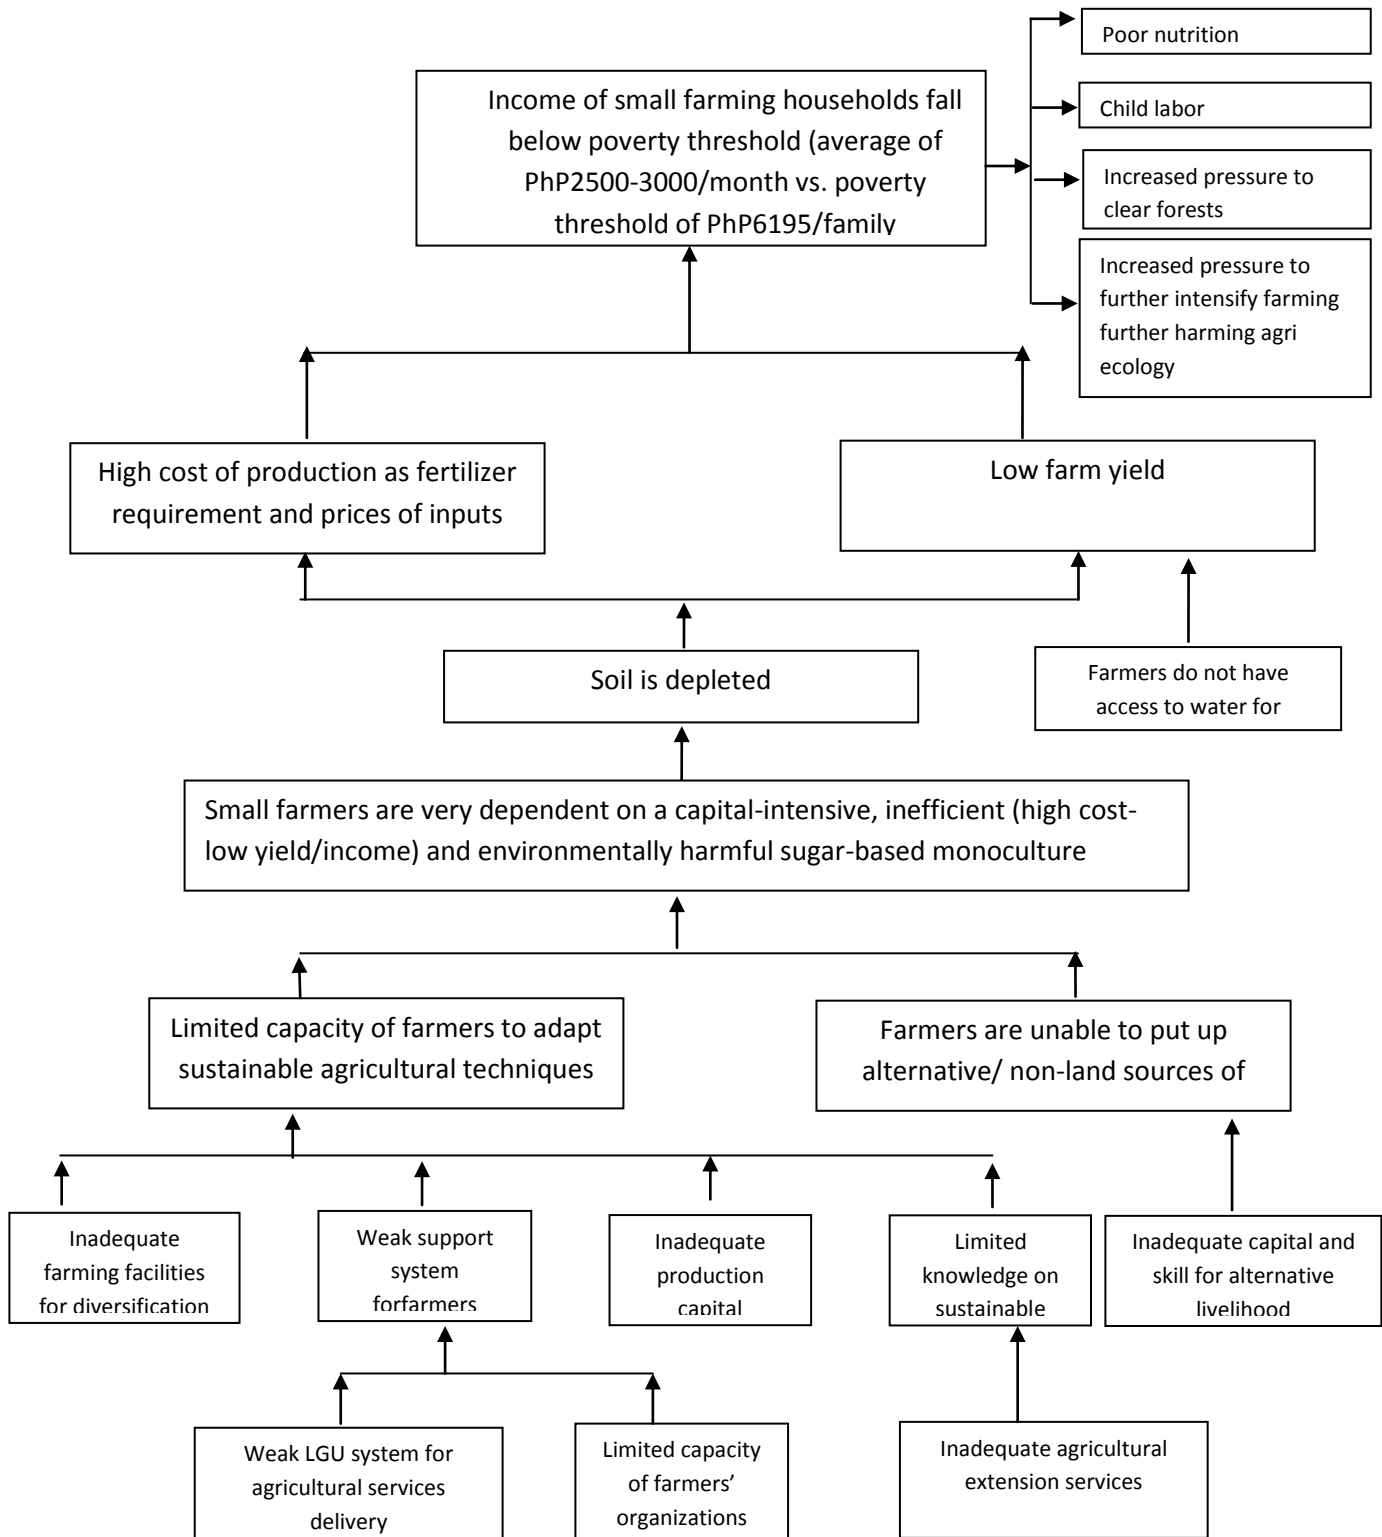 Poor nutrition
Income of small farming households fall
below poverty threshold (average of
PhP2500-3000/month vs. poverty
threshold of PhP6195/family
Child labor
Increased pressure to
clear forests
Increased pressure to
further intensify farming
further harming agri
ecology
High cost of production as fertilizer
requirement and prices of inputs
Low farm yield
Soil is depleted
Farmers do not have
access to water for
Small farmers are very dependent on a capital-intensive, inefficient (high cost-
low yield/income) and environmentally harmful sugar-based monoculture
Limited capacity of farmers to adapt
sustainable agricultural techniques
Farmers are unable to put up
alternative/ non-land sources of
Inadequate
farming facilities
for diversification
Weak support
system
forfarmers
Inadequate
production
capital
Limited
knowledge on
sustainable
Inadequate capital and
skill for alternative
livelihood
Weak LGU system for
agricultural services
delivery
Limited capacity
of farmers’
organizations
Inadequate agricultural
extension services